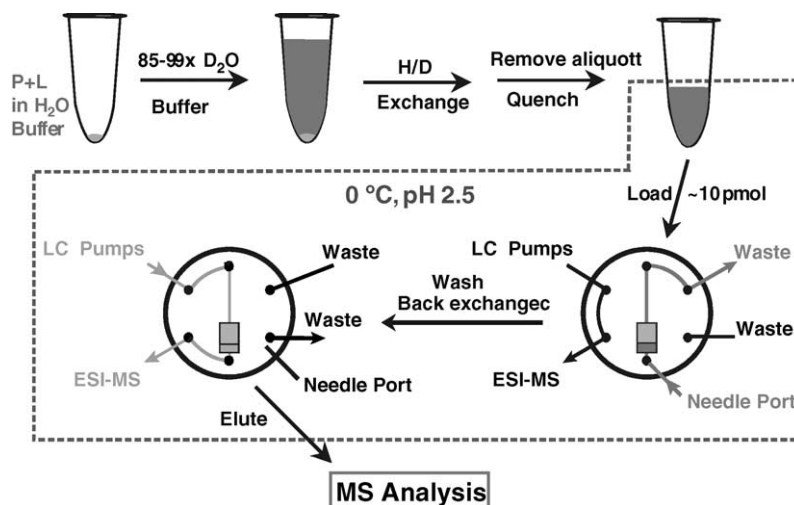 85-99x D₂O
Buffer
H/D
Exchange
Remove aliquott
Quench
P+L
in H₂O
Buffer
0 °C, pH 2.5
Load ~10 pmol
LC Pumps
Waste
Waste
ESI-MS
Needle Port
Wash
Back exchangec
LC Pumps
Waste
Waste
ESI-MS
Needle Port
Elute
MS Analysis